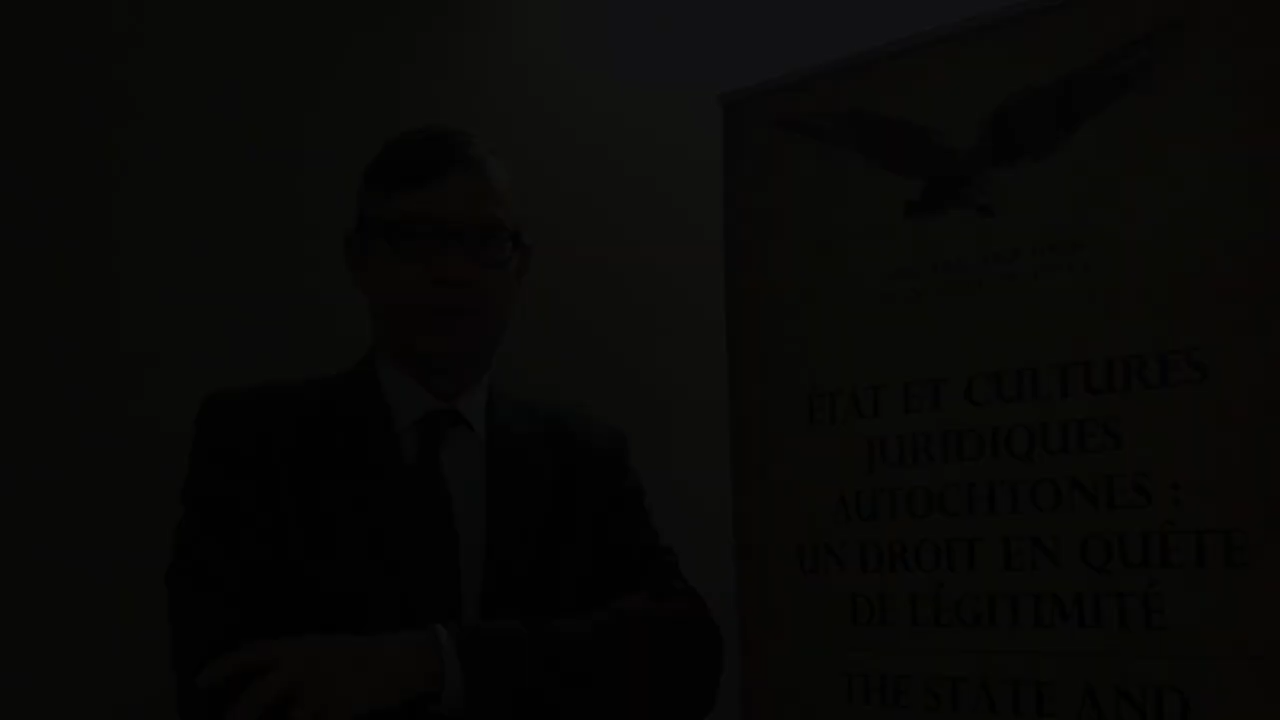 ÉTAT ET CULTURES
JURIDIQUES
AUTOCHTONES :
UN DROIT EN QUÊTE
DE LÉGITIMITÉ
THE STATE AND